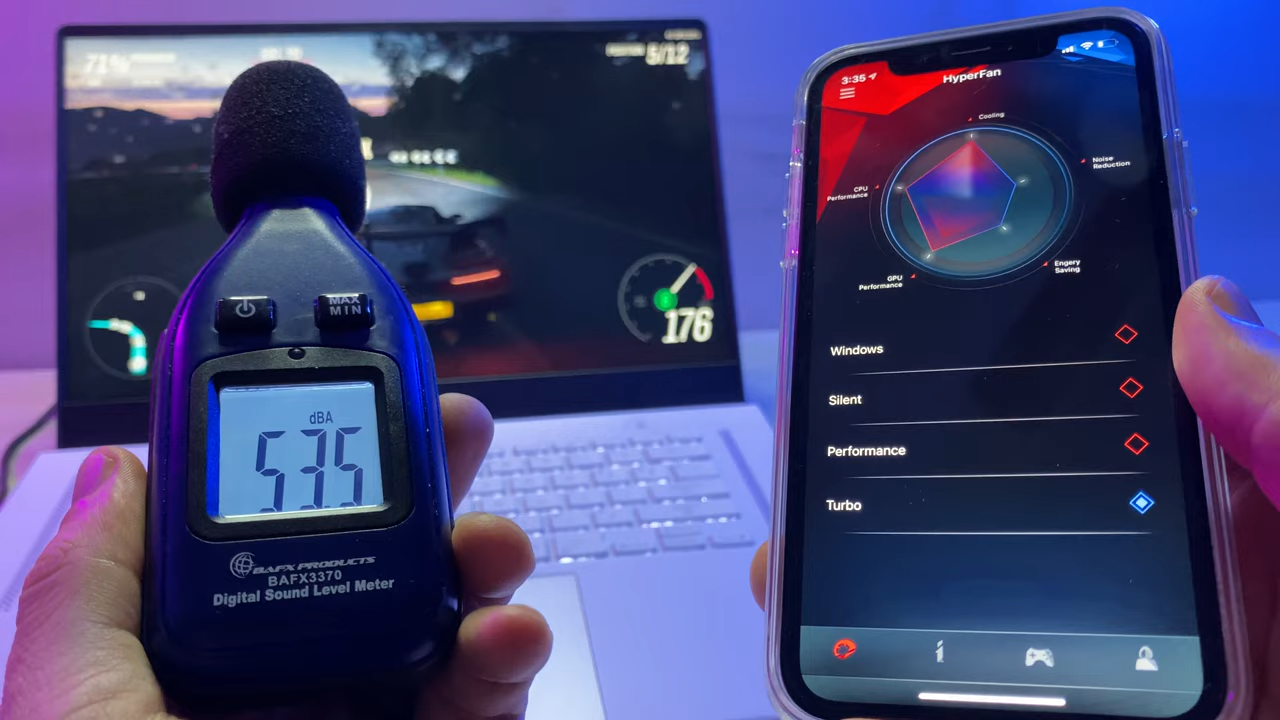 71%
5/12
176
MAX
MIN
dBA
53.5
BAFX PRODUCTS
BAFX3370
Digital Sound Level Meter
3:35
HyperFan
Cooling
Noise
Reduction
CPU
Performance
GPU
Performance
Engery
Saving
Windows
Silent
Performance
Turbo